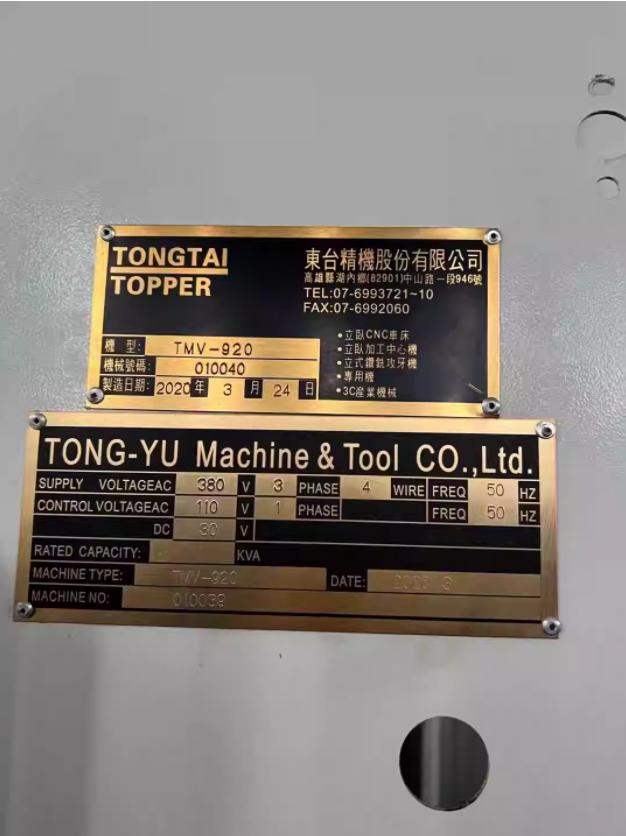 TONGTAI
TOPPER
東台精機股份有限公司
高雄縣湖內鄉(82901)中山路一段946號
TEL:07-6993721~10
FAX:07-6992060
機 型: TMV-920
機械號碼: 010040
製造日期: 2020 年 3 月 24 日
•立臥CNC車床
•立臥加工中心機
•立式鑽銑攻牙機
•專用機
•3C產業機械
TONG-YU Machine & Tool CO.,Ltd.
SUPPLY VOLTAGEAC 380 V 3 PHASE 4 WIRE FREQ 50 HZ
CONTROL VOLTAGEAC 110 V 1 PHASE FREQ 50 HZ
DC 30 V
RATED CAPACITY: KVA
MACHINE TYPE: TMV-920 DATE:
MACHINE NO: 010039